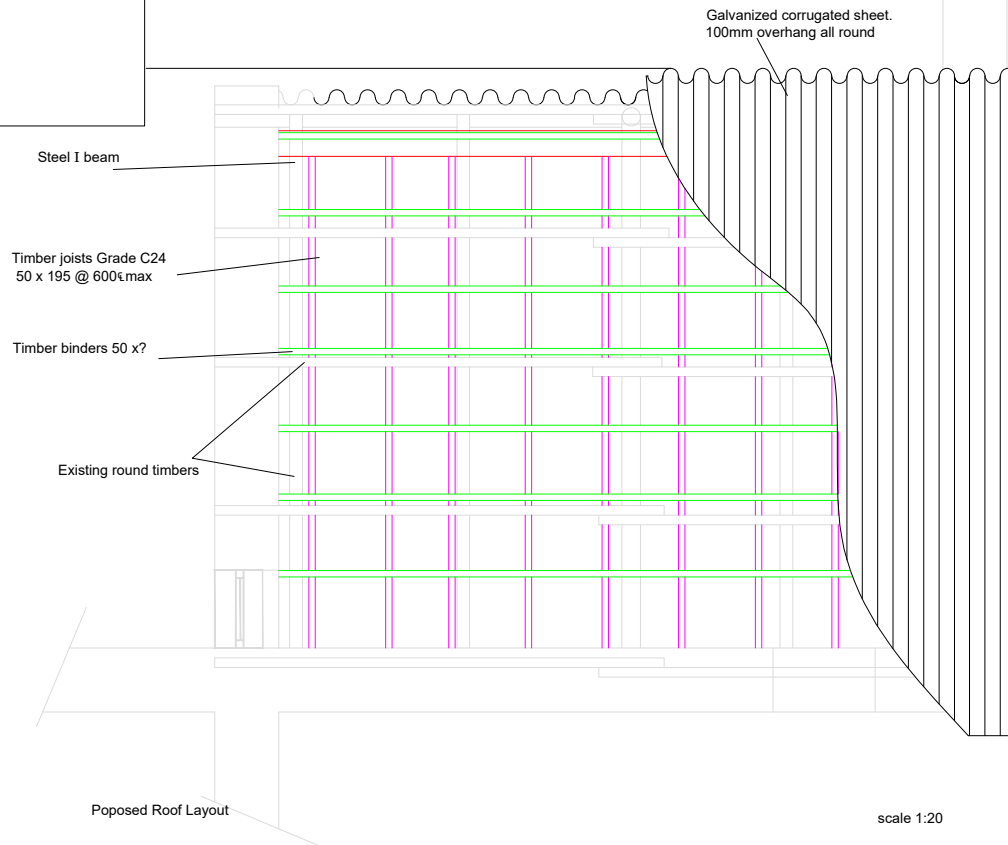 Galvanized corrugated sheet.
100mm overhang all round
Steel I beam
Timber joists Grade C24
50 x 195 @ 600℄max
Timber binders 50 x?
Existing round timbers
Poposed Roof Layout
scale 1:20